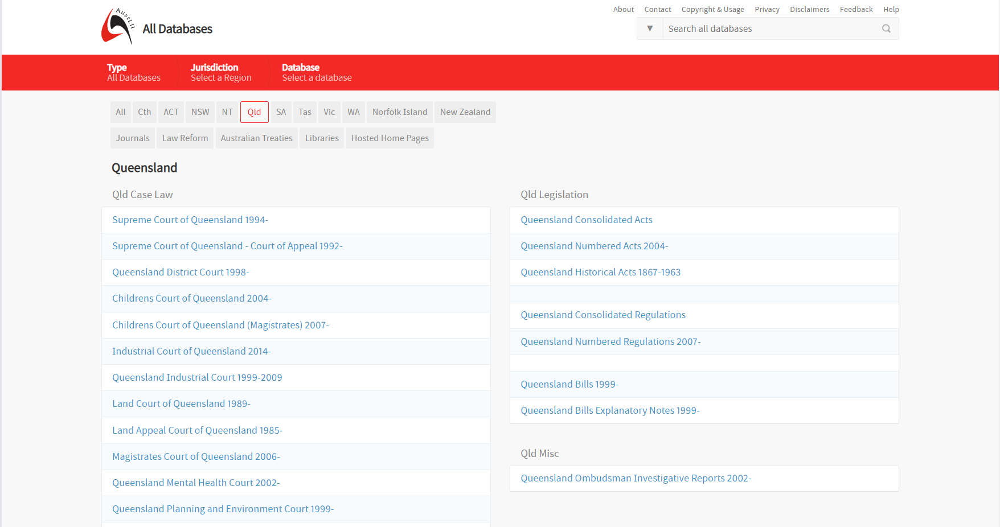 AustLII
All Databases
About Contact Copyright & Usage Privacy Disclaimers Feedback Help
▼ Search all databases
Type
All Databases
Jurisdiction
Select a Region
Database
Select a database
All Cth ACT NSW NT Qld SA Tas Vic WA Norfolk Island New Zealand
Journals Law Reform Australian Treaties Libraries Hosted Home Pages
Queensland
Qld Case Law
Supreme Court of Queensland 1994-
Supreme Court of Queensland - Court of Appeal 1992-
Queensland District Court 1998-
Childrens Court of Queensland 2004-
Childrens Court of Queensland (Magistrates) 2007-
Industrial Court of Queensland 2014-
Queensland Industrial Court 1999-2009
Land Court of Queensland 1989-
Land Appeal Court of Queensland 1985-
Magistrates Court of Queensland 2006-
Queensland Mental Health Court 2002-
Queensland Planning and Environment Court 1999-
Qld Legislation
Queensland Consolidated Acts
Queensland Numbered Acts 2004-
Queensland Historical Acts 1867-1963
Queensland Consolidated Regulations
Queensland Numbered Regulations 2007-
Queensland Bills 1999-
Queensland Bills Explanatory Notes 1999-
Qld Misc
Queensland Ombudsman Investigative Reports 2002-